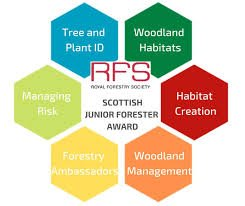 Tree and
Plant ID
Woodland
Habitats
RFS
ROYAL FORESTRY SOCIETY
Managing
Risk
SCOTTISH
JUNIOR FORESTER
AWARD
Habitat
Creation
Forestry
Ambassadors
Woodland
Management